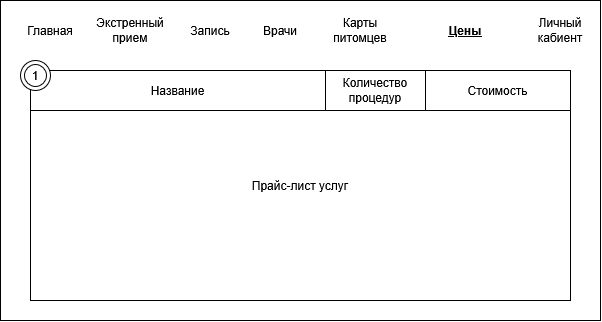 Главная
Экстренный
прием
Запись
Врачи
Карты
питомцев
Цены
Личный
кабиент
1
Название
Количество
процедур
Стоимость
Прайс-лист услуг